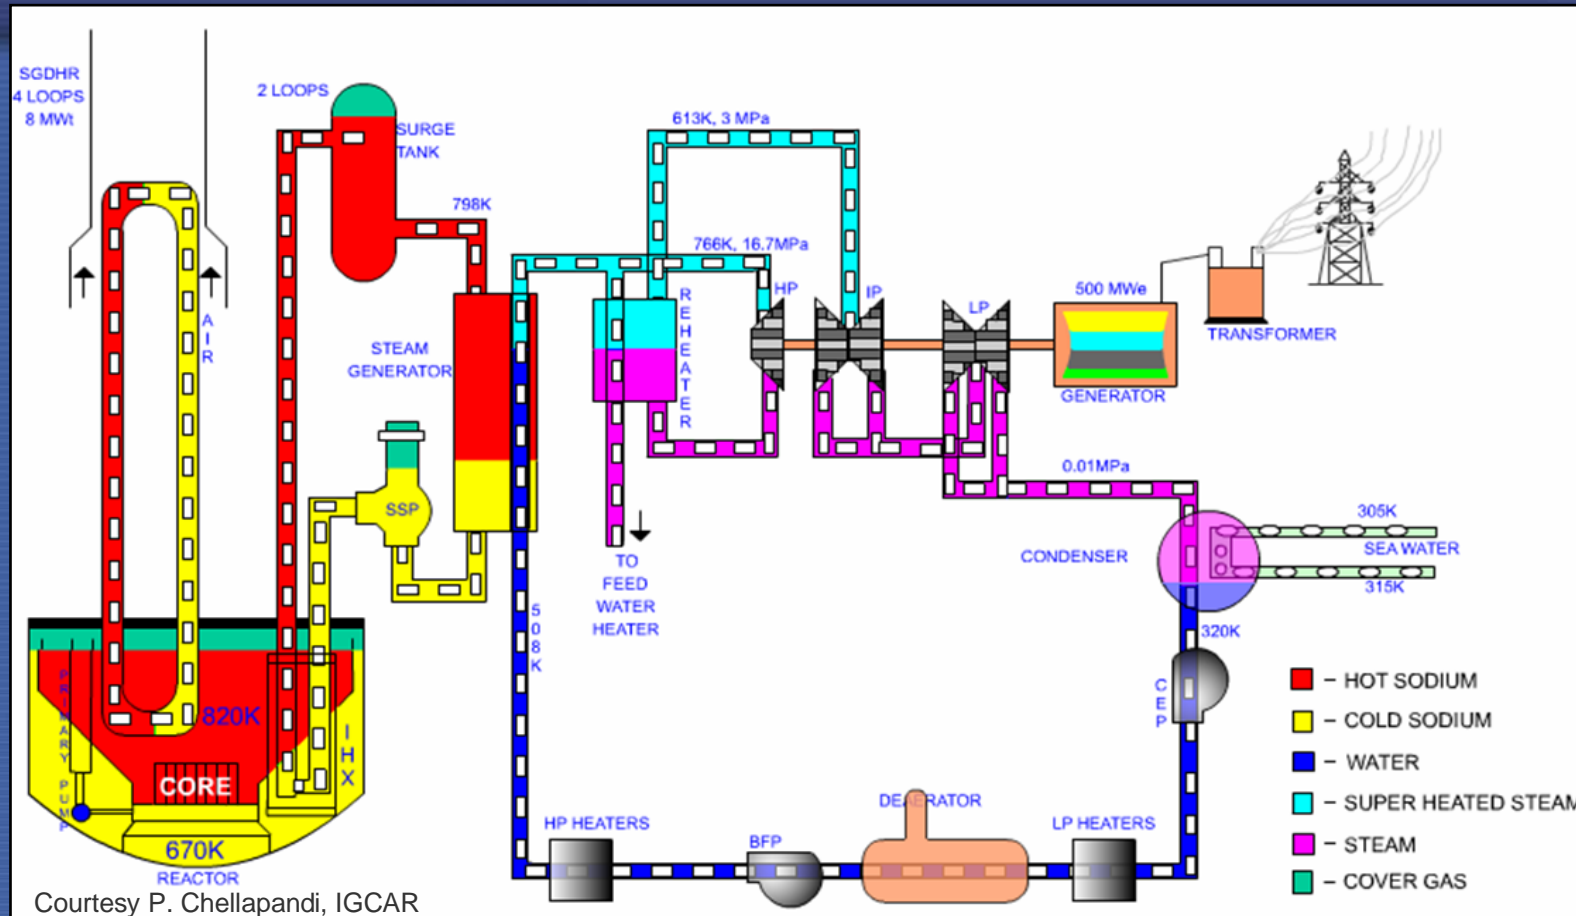 SGDHR
4 LOOPS
8 MWt
2 LOOPS
SURGE
TANK
798K
613K, 3 MPa
766K, 16.7MPa
AIR
STEAM
GENERATOR
REHEATER
HP
IP
LP
500 MWe
GENERATOR
TRANSFORMER
SSP
TO
FEED
WATER
HEATER
508K
0.01MPa
CONDENSER
305K
SEA WATER
315K
320K
CEP
PRIMARY PUMP
820K
IHX
CORE
670K
REACTOR
HP HEATERS
BFP
DEAERATOR
LP HEATERS
– HOT SODIUM
– COLD SODIUM
– WATER
– SUPER HEATED STEAM
– STEAM
– COVER GAS
Courtesy P. Chellapandi, IGCAR